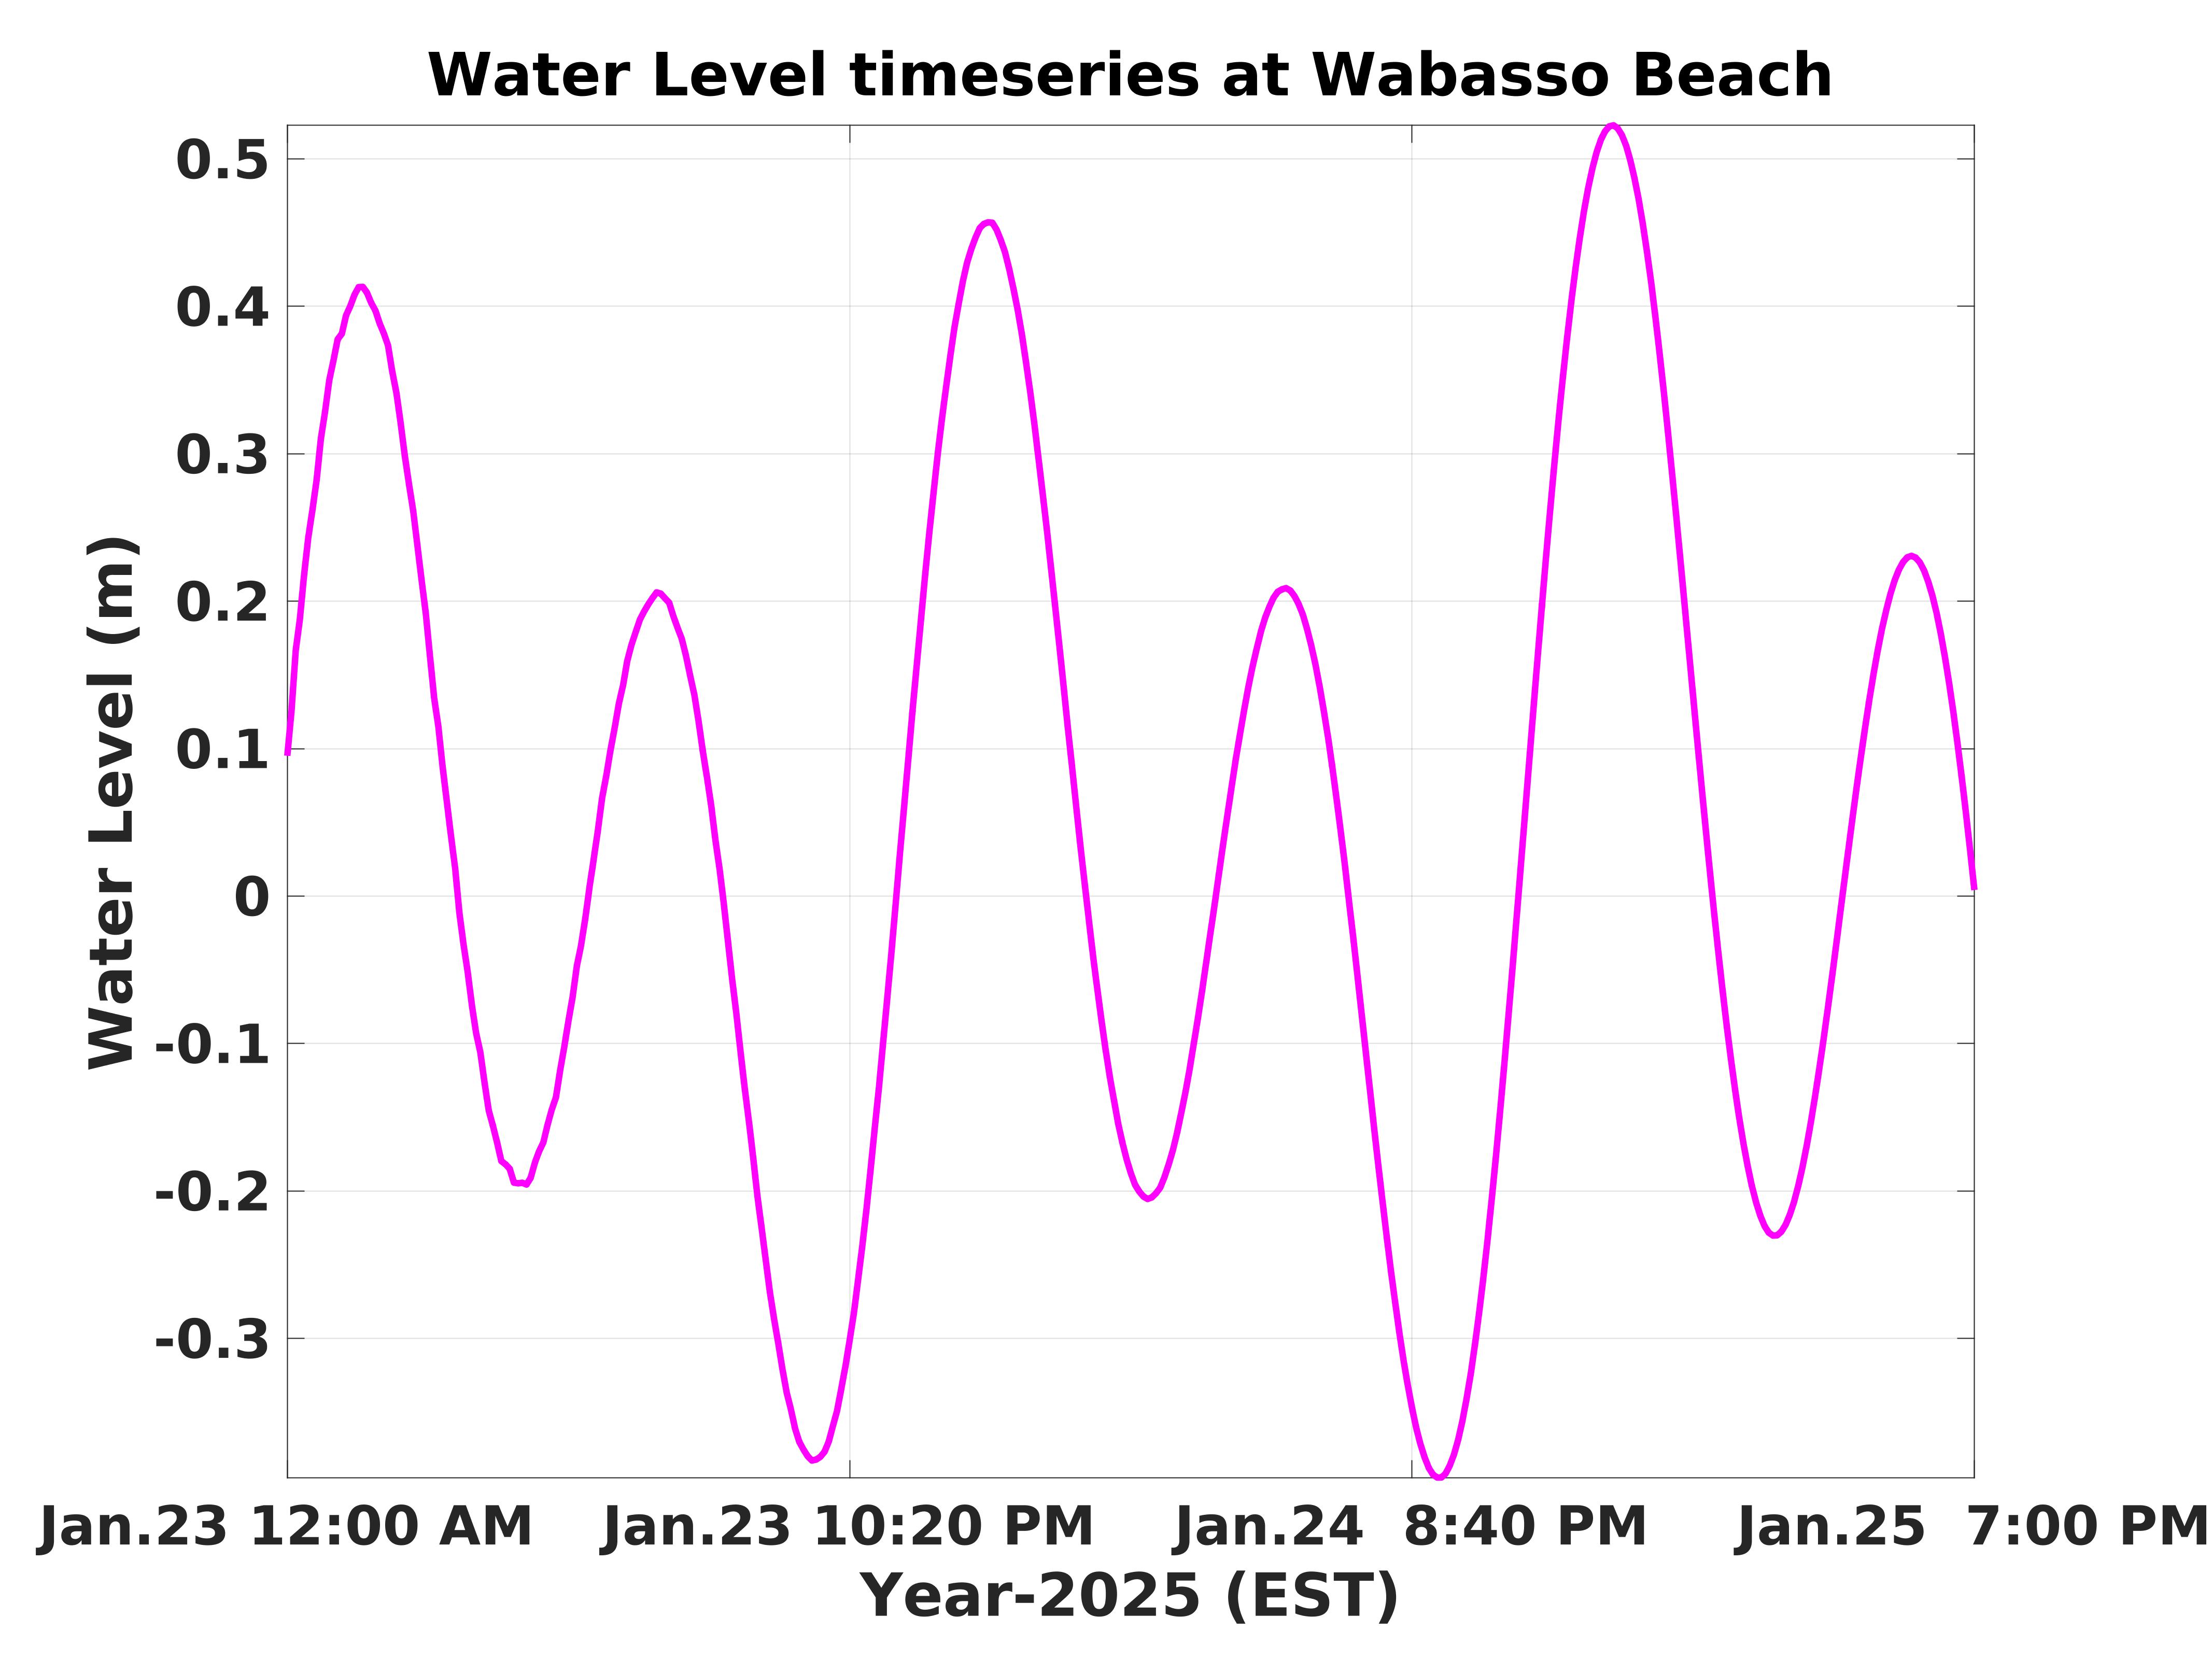 Water Level timeseries at Wabasso Beach
0.5
0.4
0.3
0.2
0.1
0
-0.1
-0.2
-0.3
Water Level (m)
Jan.23 12:00 AM Jan.23 10:20 PM Jan.24 8:40 PM Jan.25 7:00 PM
Year-2025 (EST)